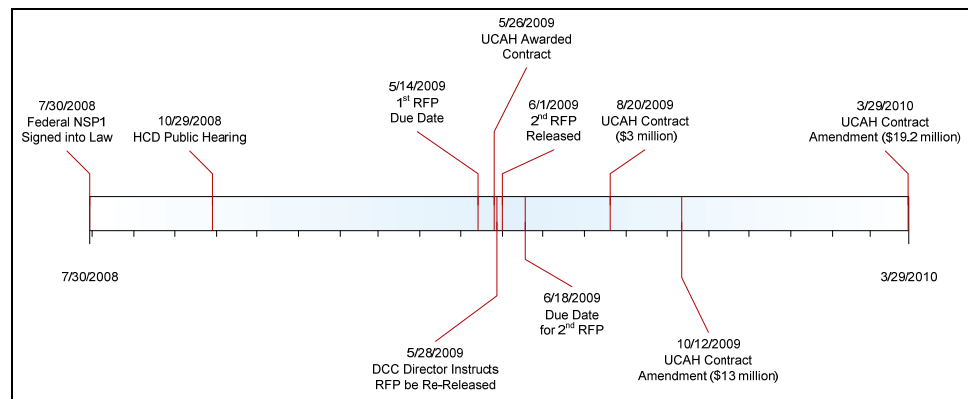 5/26/2009
UCAH Awarded
Contract
5/14/2009
1st RFP
Due Date
7/30/2008
Federal NSP1
Signed into Law
10/29/2008
HCD Public Hearing
6/1/2009
2nd RFP
Released
8/20/2009
UCAH Contract
($3 million)
3/29/2010
UCAH Contract
Amendment ($19.2 million)
7/30/2008
3/29/2010
6/18/2009
Due Date
for 2nd RFP
5/28/2009
DCC Director Instructs
RFP be Re-Released
10/12/2009
UCAH Contract
Amendment ($13 million)